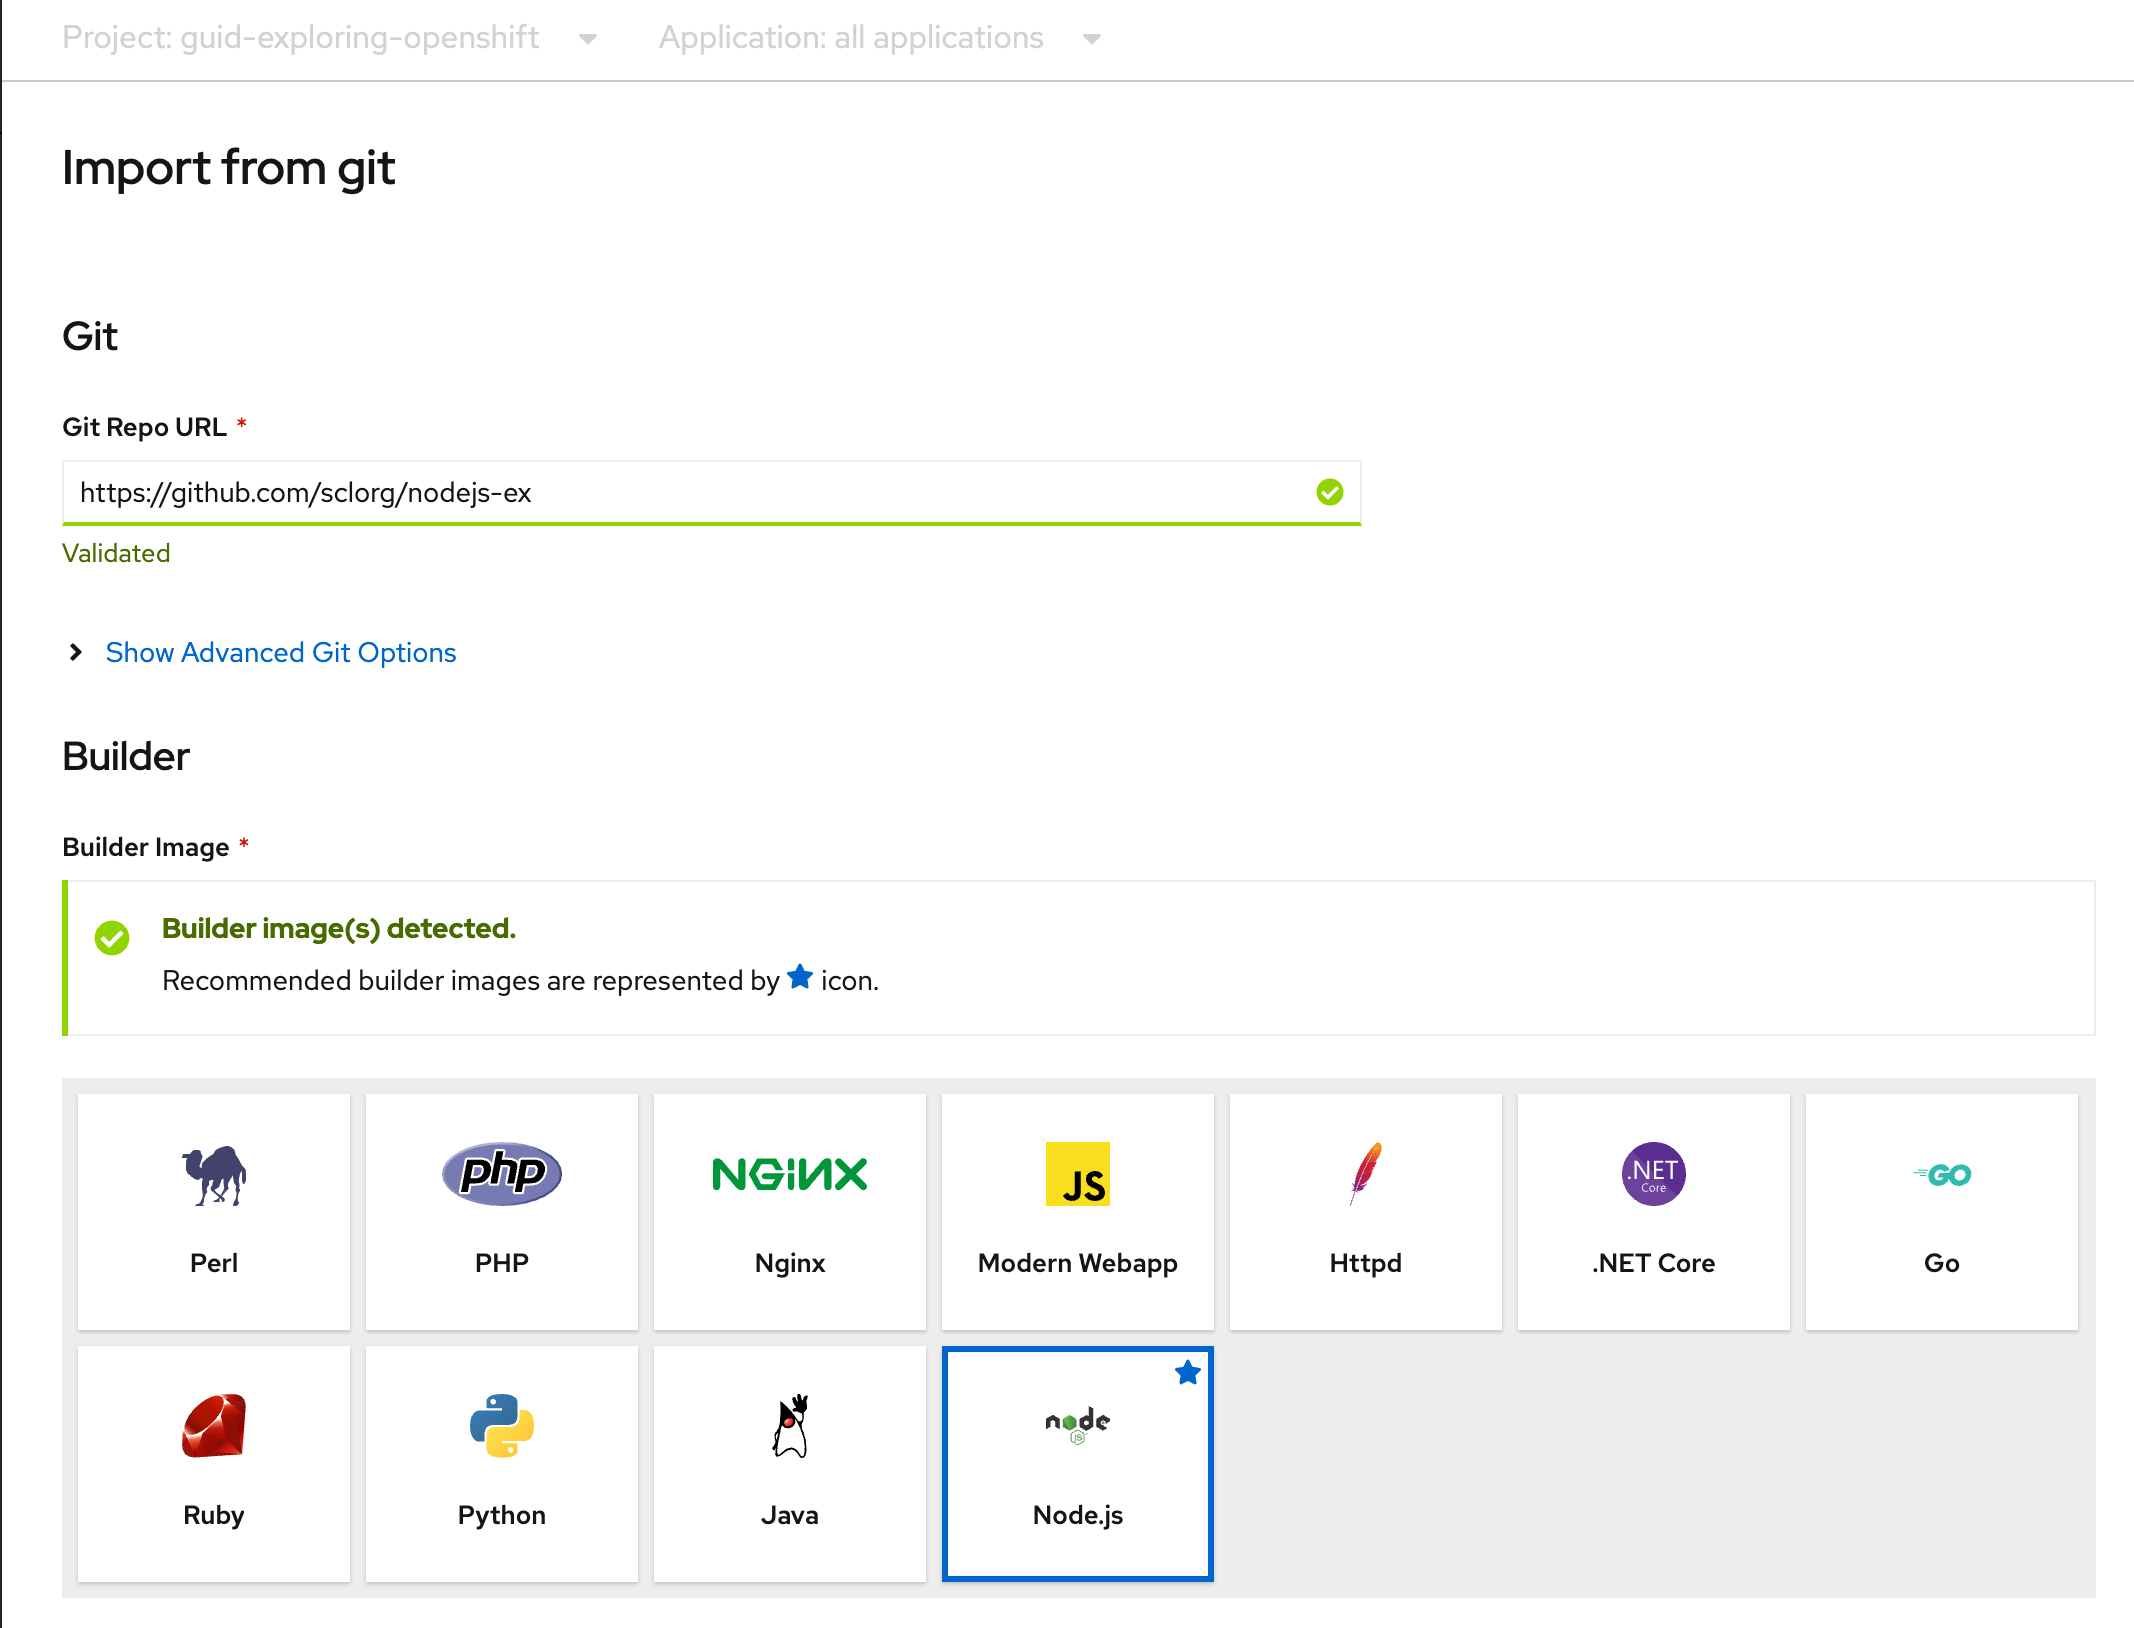 Project: guid-exploring-openshift Application: all applications
Import from git
Git
Git Repo URL *
https://github.com/sclorg/nodejs-ex
Validated
Show Advanced Git Options
Builder
Builder Image *
Builder image(s) detected.
Recommended builder images are represented by icon.
php NGINX JS .NET Core GO
Perl PHP Nginx Modern Webapp Httpd .NET Core Go
node JS
Ruby Python Java Node.js